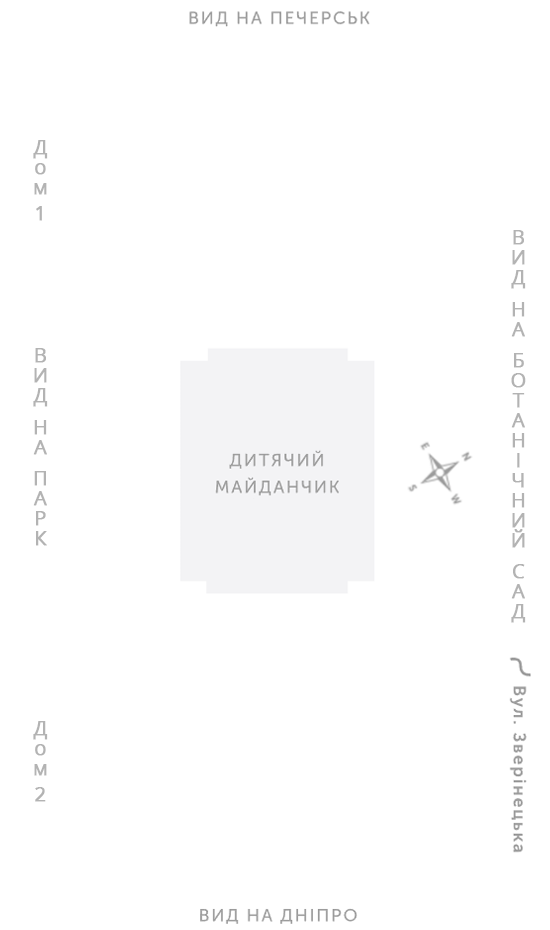 ВИД НА ПЕЧЕРСЬК
Дом 1
ВИД НА БОТАНІЧНИЙ САД
ВИД НА ПАРК
ДИТЯЧИЙ
МАЙДАНЧИК
E
N
S
W
Вул. Зверінецька
Дом 2
ВИД НА ДНІПРО